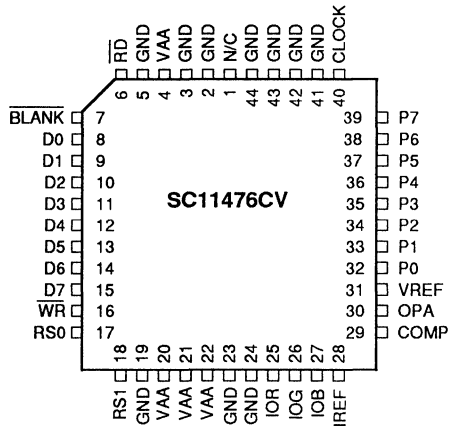 RD GND VAA GND GND N/C GND GND GND GND CLOCK
6 5 4 3 2 1 44 43 42 41 40
BLANK 7 39 P7
D0 8 38 P6
D1 9 37 P5
D2 10 36 P4
D3 11 SC11476CV 35 P3
D4 12 34 P2
D5 13 33 P1
D6 14 32 P0
D7 15 31 VREF
WR 16 30 OPA
RS0 17 29 COMP
18 19 20 21 22 23 24 25 26 27 28
RS1 GND VAA VAA VAA GND GND IOR IOG IOB IREF